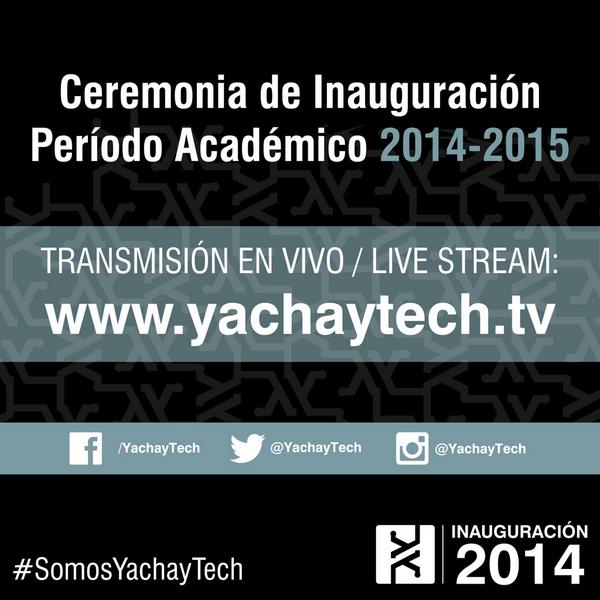 Ceremonia de Inauguración
Período Académico 2014-2015
TRANSMISIÓN EN VIVO / LIVE STREAM:
www.yachaytech.tv
/YachayTech
@YachayTech
@YachayTech
#SomosYachayTech
INAUGURACIÓN
2014